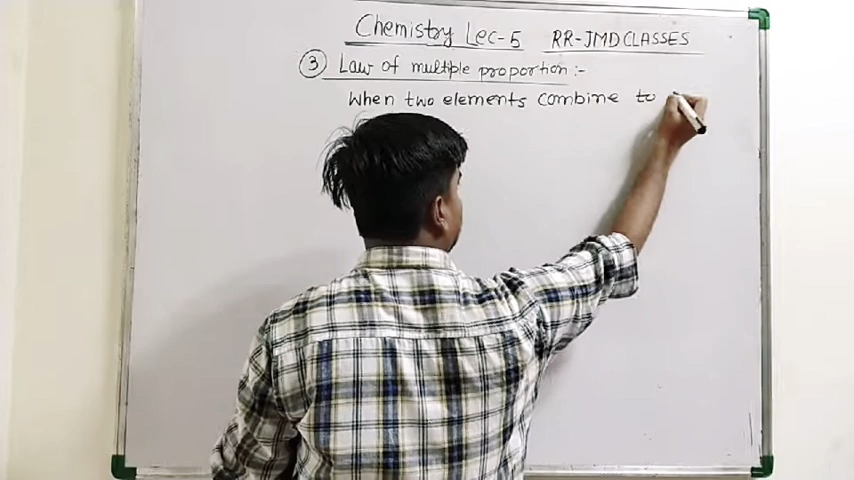 Chemistry Lec-5 RR-JMD CLASSES
③ Law of multiple proportion :-
When two elements combine to